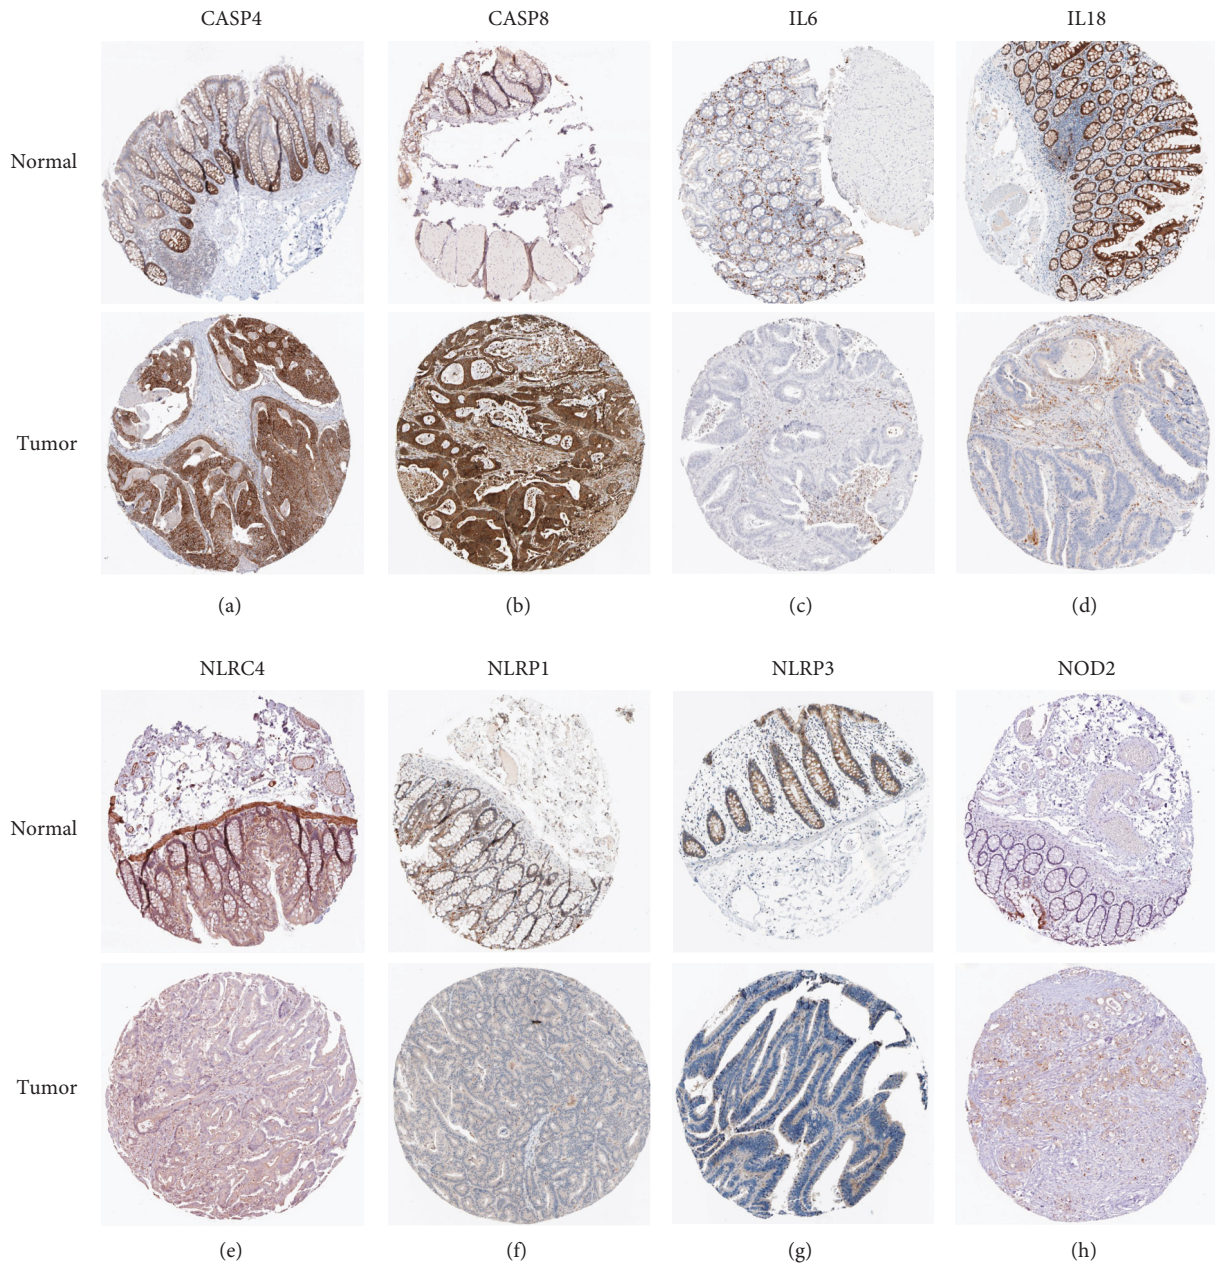 CASP4 CASP8 IL6 IL18
Normal
Tumor
(a) (b) (c) (d)
NLRC4 NLRP1 NLRP3 NOD2
Normal
Tumor
(e) (f) (g) (h)